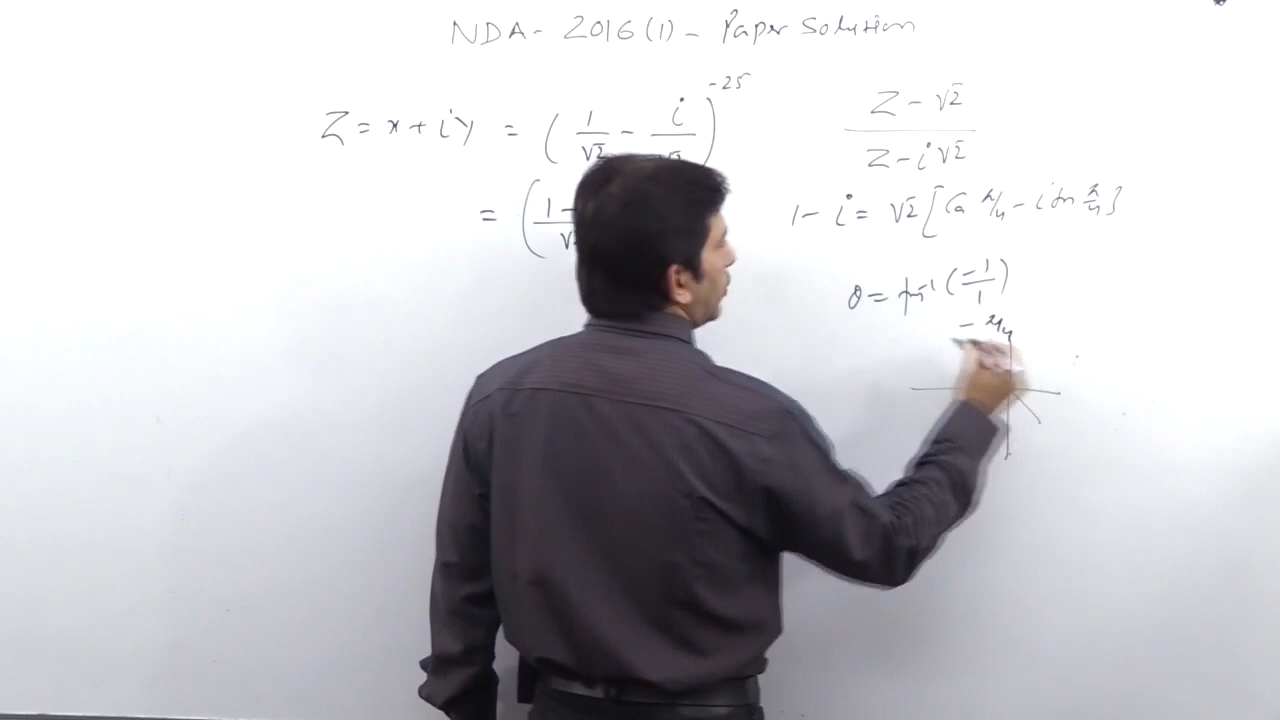 NDA - 2016 (1) - Paper Solution
Z = x + iy = (1/√2 - i/√2)^-25
= (1-
Z - √2 / Z - i√2
1 - i = √2 [Cos π/4 - i sin π/4]
θ = tan⁻¹ (-1/1)
- π/4